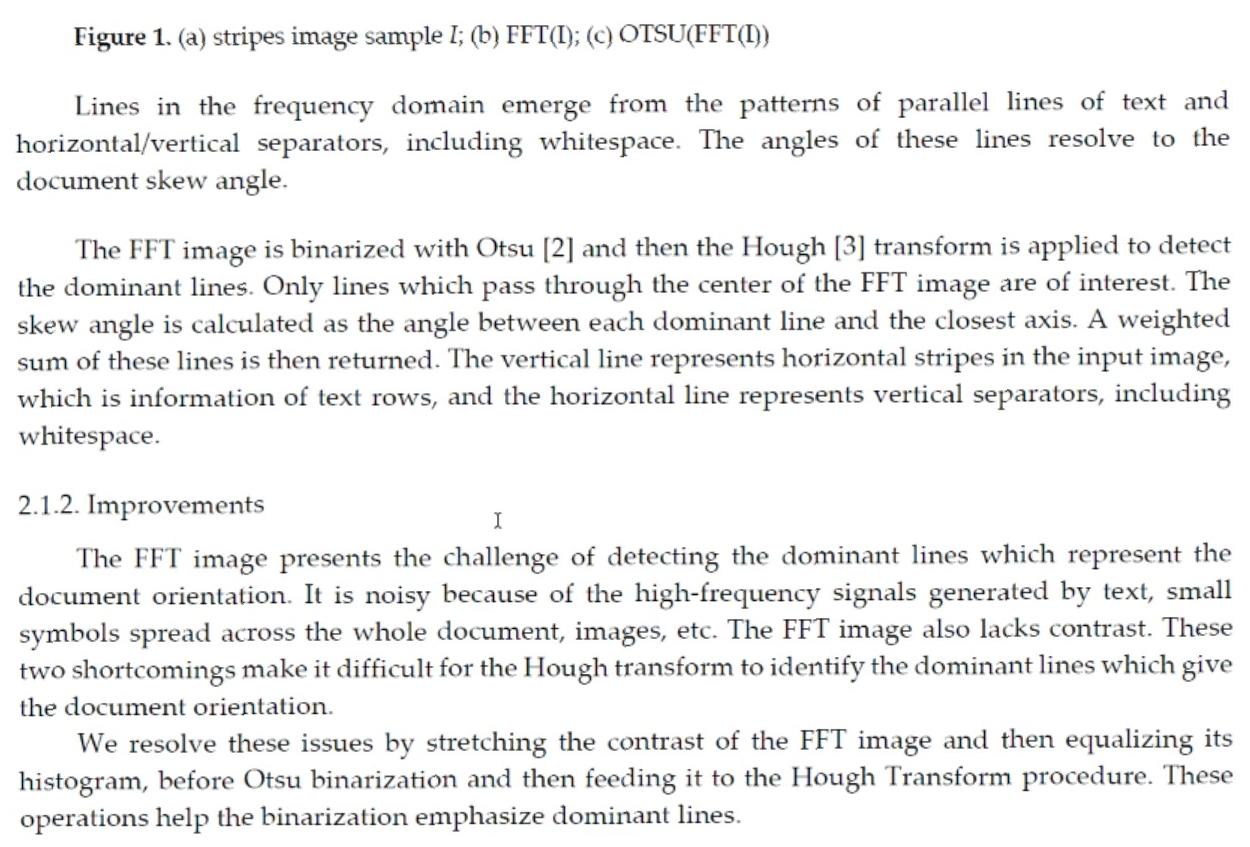 Figure 1. (a) stripes image sample I; (b) FFT(I); (c) OTSU(FFT(I))
Lines in the frequency domain emerge from the patterns of parallel lines of text and
horizontal/vertical separators, including whitespace. The angles of these lines resolve to the
document skew angle.
The FFT image is binarized with Otsu [2] and then the Hough [3] transform is applied to detect
the dominant lines. Only lines which pass through the center of the FFT image are of interest. The
skew angle is calculated as the angle between each dominant line and the closest axis. A weighted
sum of these lines is then returned. The vertical line represents horizontal stripes in the input image,
which is information of text rows, and the horizontal line represents vertical separators, including
whitespace.
2.1.2. Improvements
The FFT image presents the challenge of detecting the dominant lines which represent the
document orientation. It is noisy because of the high-frequency signals generated by text, small
symbols spread across the whole document, images, etc. The FFT image also lacks contrast. These
two shortcomings make it difficult for the Hough transform to identify the dominant lines which give
the document orientation.
We resolve these issues by stretching the contrast of the FFT image and then equalizing its
histogram, before Otsu binarization and then feeding it to the Hough Transform procedure. These
operations help the binarization emphasize dominant lines.